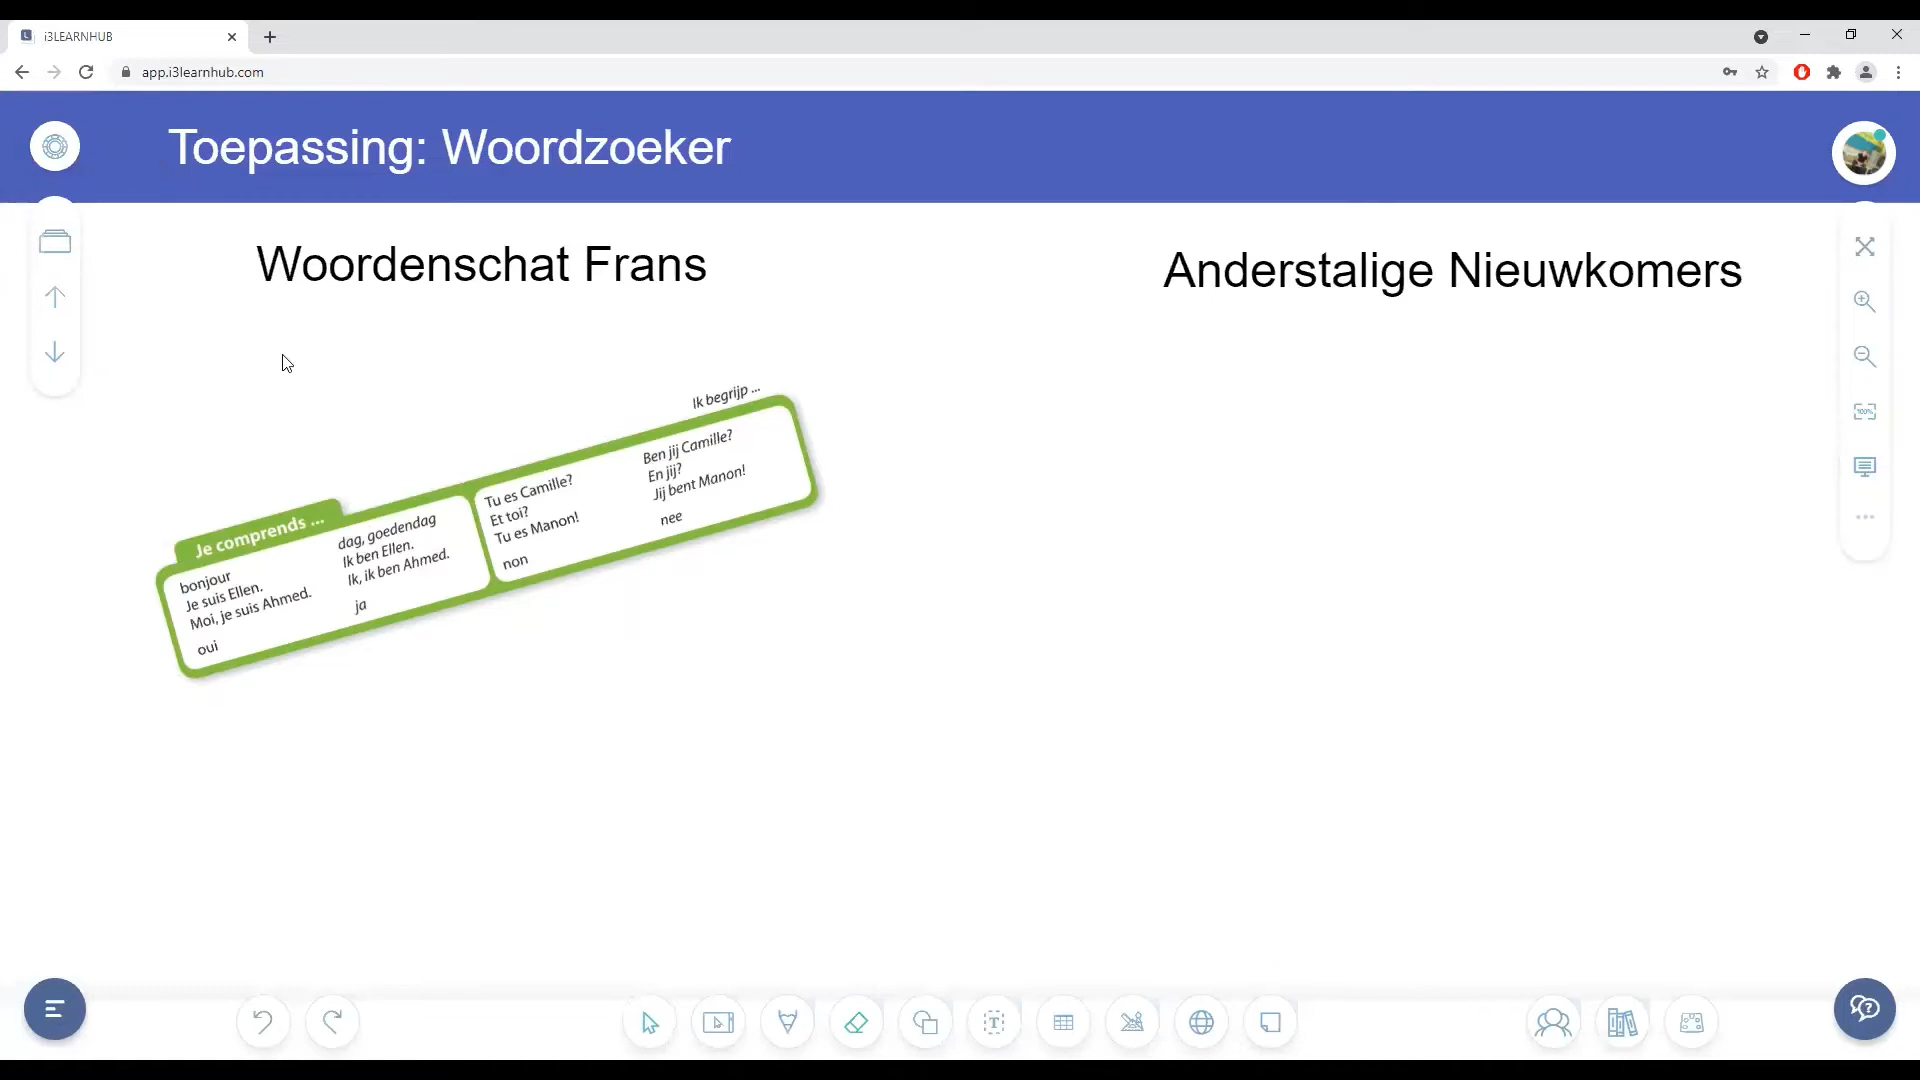 i3LEARNHUB
app.i3learnhub.com
Toepassing: Woordzoeker
Woordenschat Frans
Anderstalige Nieuwkomers
Ik begrijp ...
Je comprends ...
bonjour
Je suis Ellen.
Moi, je suis Ahmed.
oui
dag, goedendag
Ik ben Ellen.
Ik, ik ben Ahmed.
ja
Tu es Camille?
Et toi?
Tu es Manon!
non
Ben jij Camille?
En jij?
Jij bent Manon!
nee
100%